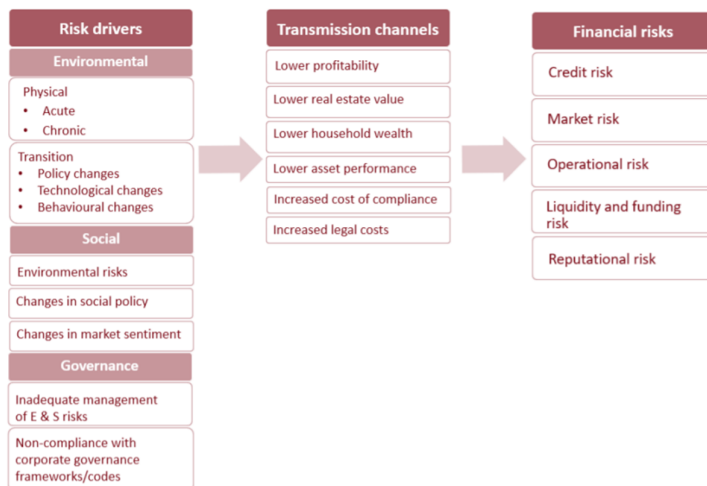 Risk drivers
Environmental
Physical
• Acute
• Chronic
Transition
• Policy changes
• Technological changes
• Behavioural changes
Social
Environmental risks
Changes in social policy
Changes in market sentiment
Governance
Inadequate management
of E & S risks
Non-compliance with
corporate governance
frameworks/codes
Transmission channels
Lower profitability
Lower real estate value
Lower household wealth
Lower asset performance
Increased cost of compliance
Increased legal costs
Financial risks
Credit risk
Market risk
Operational risk
Liquidity and funding
risk
Reputational risk